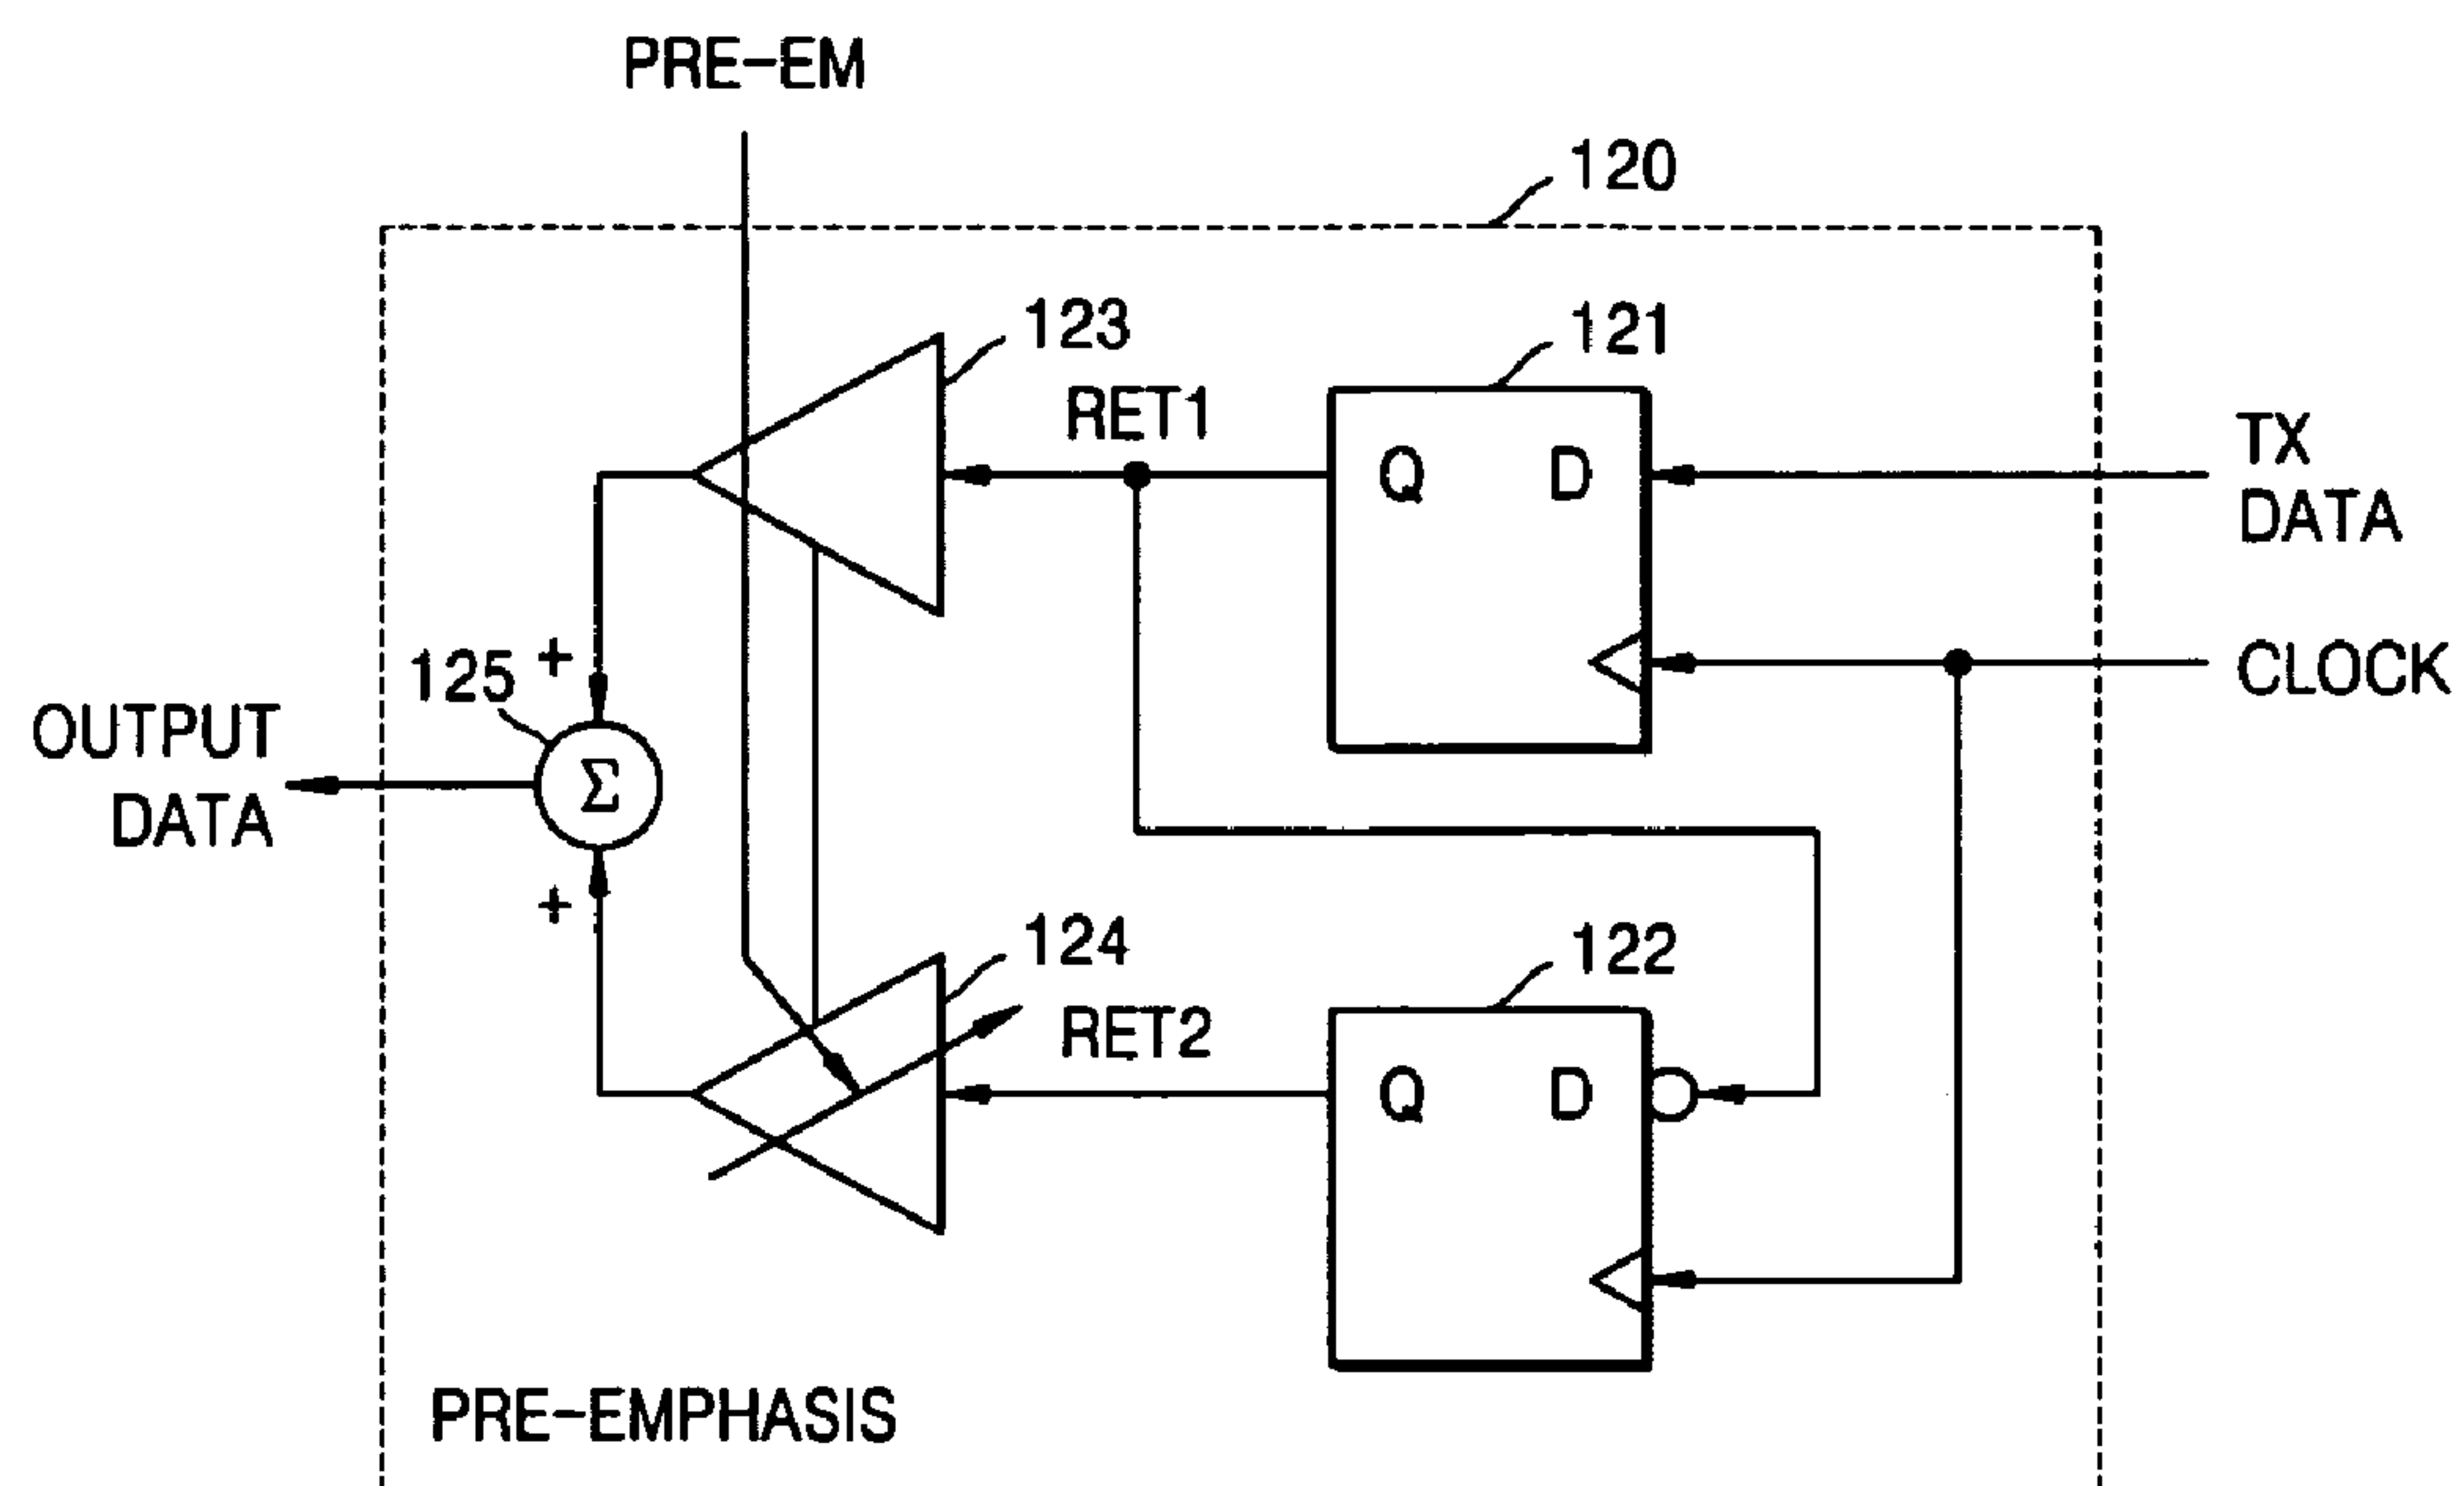 PRE-EM
120
123
121
RET1
Q D
TX
DATA
125 +
CLOCK
OUTPUT
DATA
Σ
+
124
122
RET2
Q D
PRE-EMPHASIS